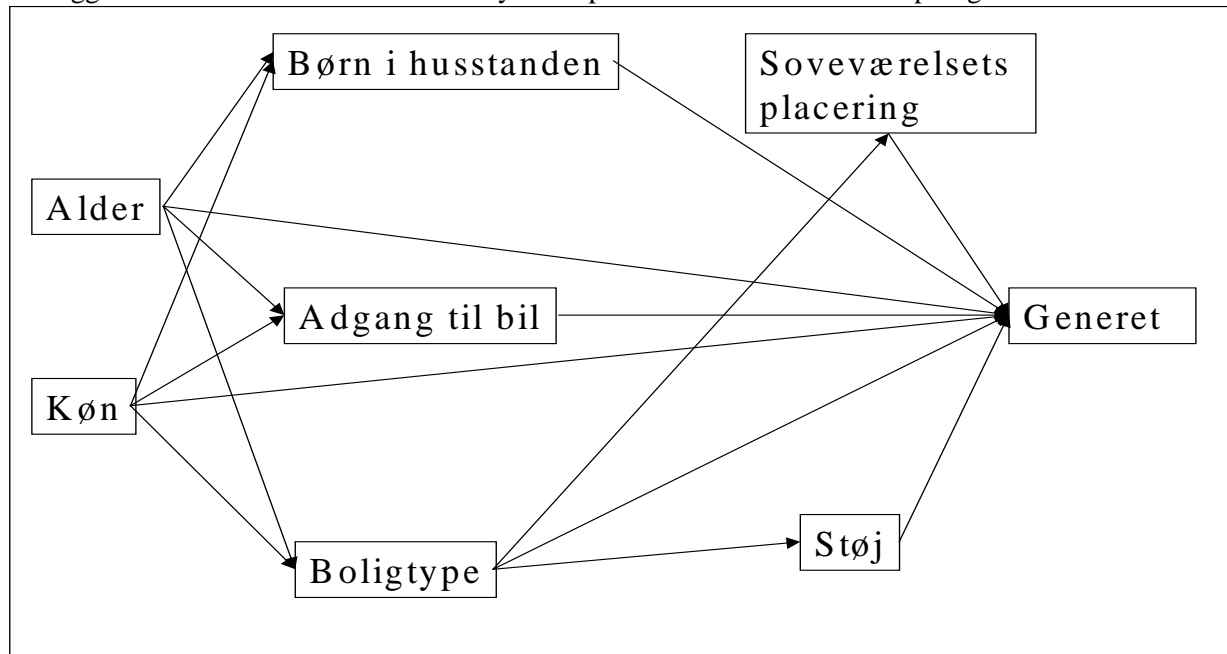 Børn i husstanden
Soveværelsets
placering
Alder
Adgang til bil
Generet
Køn
Støj
Boligtype